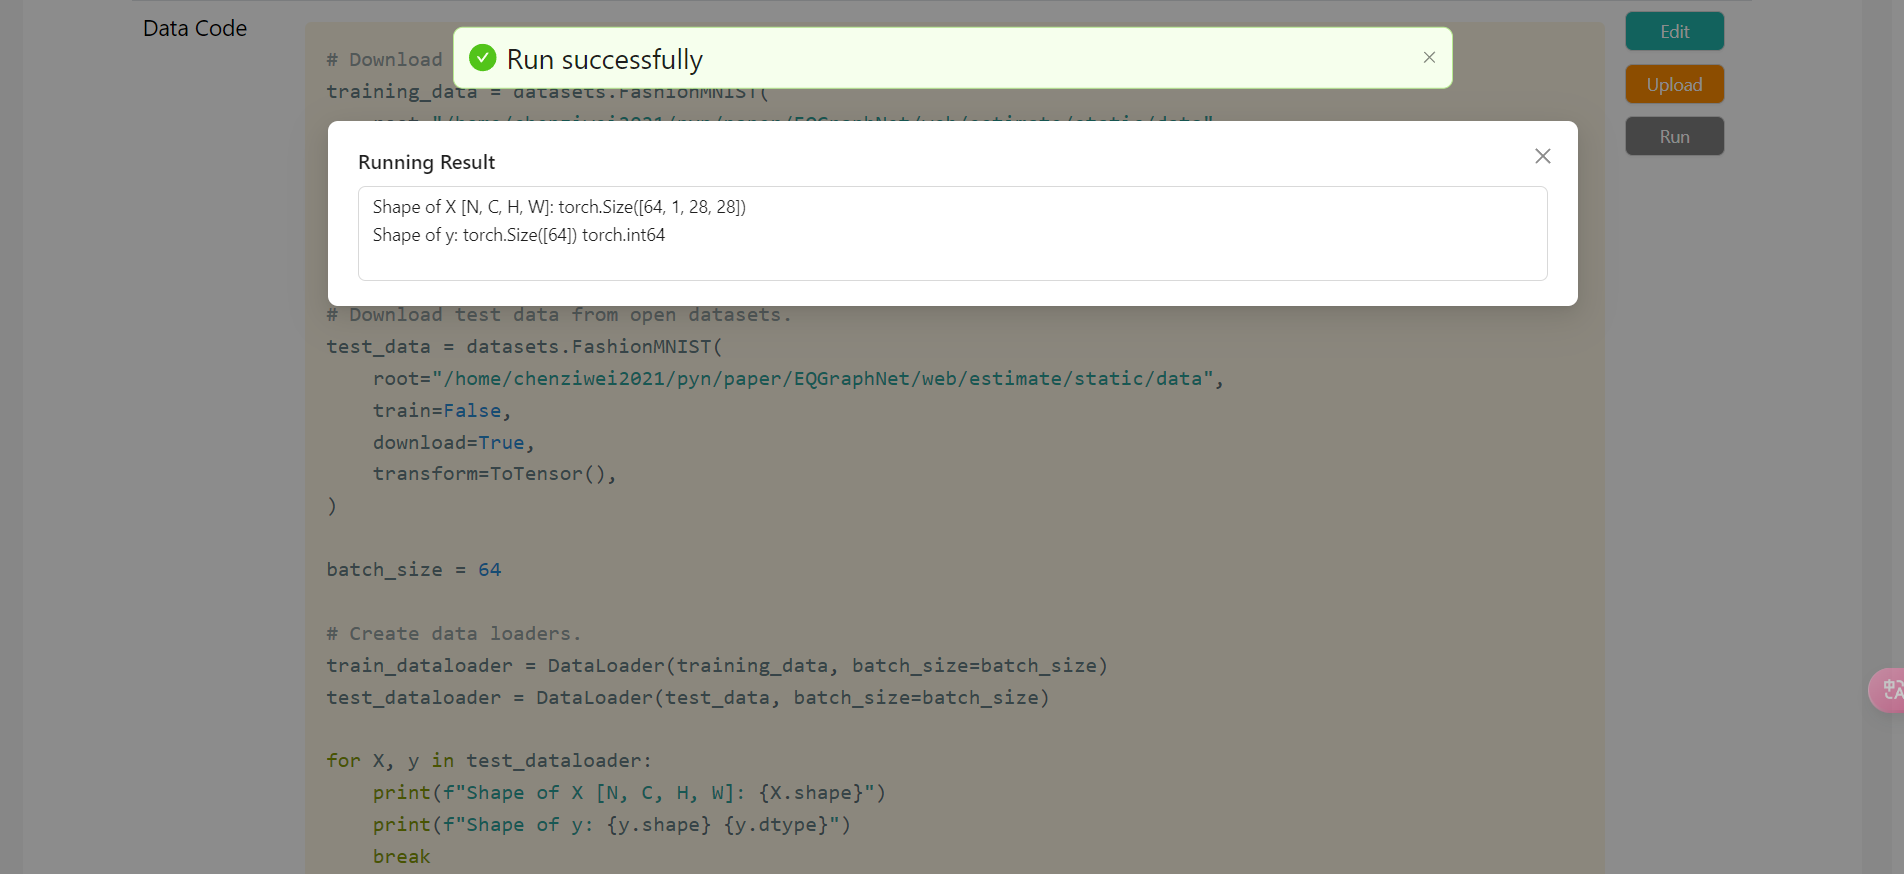 Data Code
Edit
Upload
Run
Run successfully
# Download
training_data = datasets.FashionMNIST(
root="/home/chenziwei2021/pyn/paper/EQGraphNet/web/estimate/static/data",
Running Result
Shape of X [N, C, H, W]: torch.Size([64, 1, 28, 28])
Shape of y: torch.Size([64]) torch.int64
# Download test data from open datasets.
test_data = datasets.FashionMNIST(
    root="/home/chenziwei2021/pyn/paper/EQGraphNet/web/estimate/static/data",
    train=False,
    download=True,
    transform=ToTensor(),
)
batch_size = 64
# Create data loaders.
train_dataloader = DataLoader(training_data, batch_size=batch_size)
test_dataloader = DataLoader(test_data, batch_size=batch_size)
for X, y in test_dataloader:
    print(f"Shape of X [N, C, H, W]: {X.shape}")
    print(f"Shape of y: {y.shape} {y.dtype}")
    break
中A